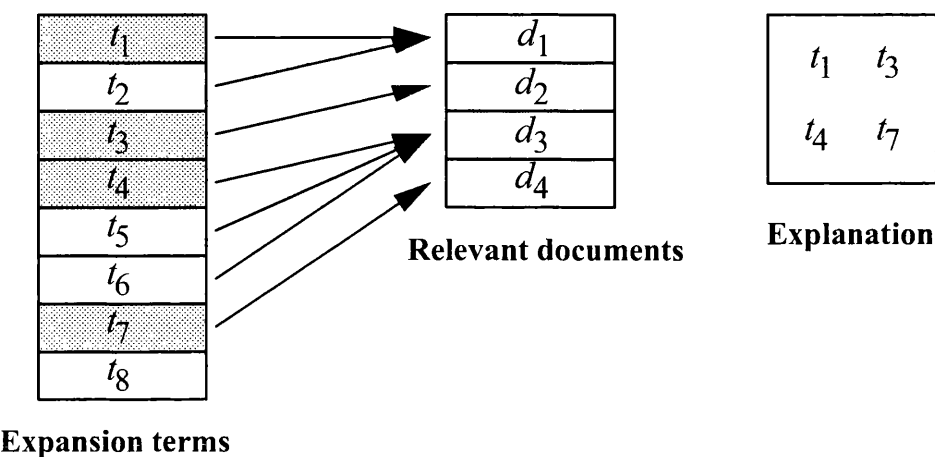 t1
t2
t3
t4
t5
t6
t7
t8
Expansion terms
d1
d2
d3
d4
Relevant documents
t1 t3
t4 t7
Explanation